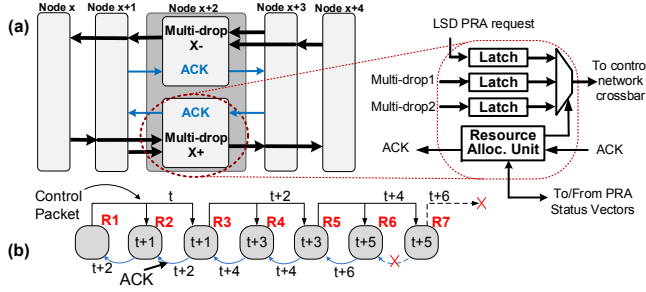 Node x Node x+1 Node x+2 Node x+3 Node x+4
(a)
Multi-drop
X-
ACK
ACK
Multi-drop
X+
LSD PRA request
Latch
Multi-drop1
Latch
Multi-drop2
Latch
To contro
network
crossbar
Resource
Alloc. Unit
ACK
ACK
To/From PRA
Status Vectors
Control
Packet
t t+2 t+4 t+6
R1 R2 R3 R4 R5 R6 R7
(b)
t+1 t+1 t+3 t+3 t+5 t+5
t+2 t+2 t+4 t+4 t+6
ACK